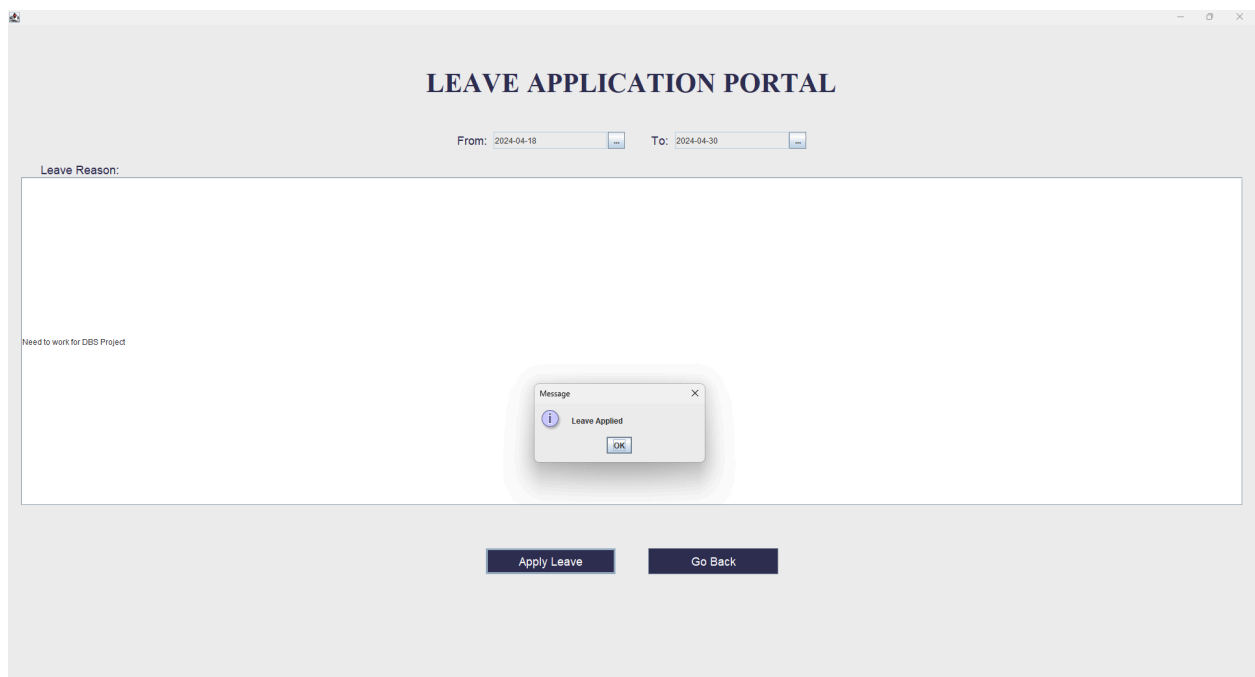 LEAVE APPLICATION PORTAL
From: 2024-04-18 ... To: 2024-04-30 ...
Leave Reason:
Need to work for DBS Project
Message
Leave Applied
OK
Apply Leave Go Back